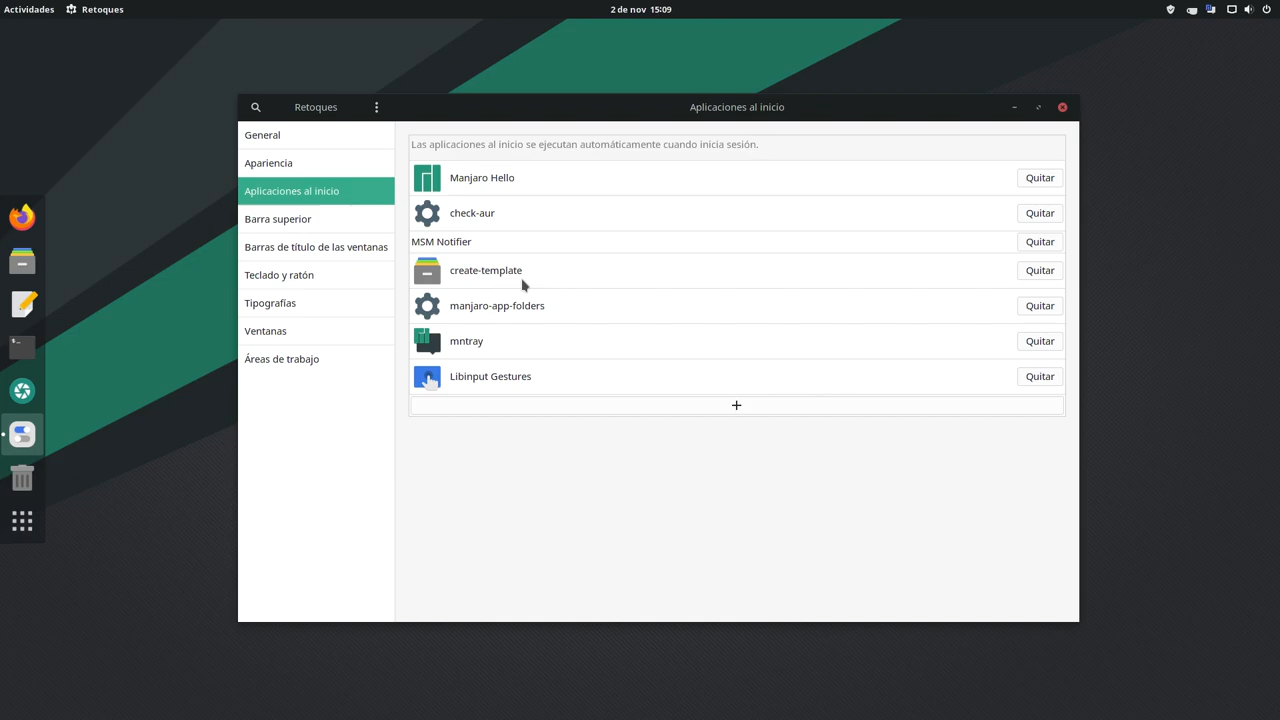 Actividades Retoques 2 de nov 15:09
Retoques Aplicaciones al inicio
General
Apariencia
Aplicaciones al inicio
Barra superior
Barras de título de las ventanas
Teclado y ratón
Tipografías
Ventanas
Áreas de trabajo
Las aplicaciones al inicio se ejecutan automáticamente cuando inicia sesión.
Manjaro Hello Quitar
check-aur Quitar
MSM Notifier Quitar
create-template Quitar
manjaro-app-folders Quitar
mntray Quitar
Libinput Gestures Quitar
+